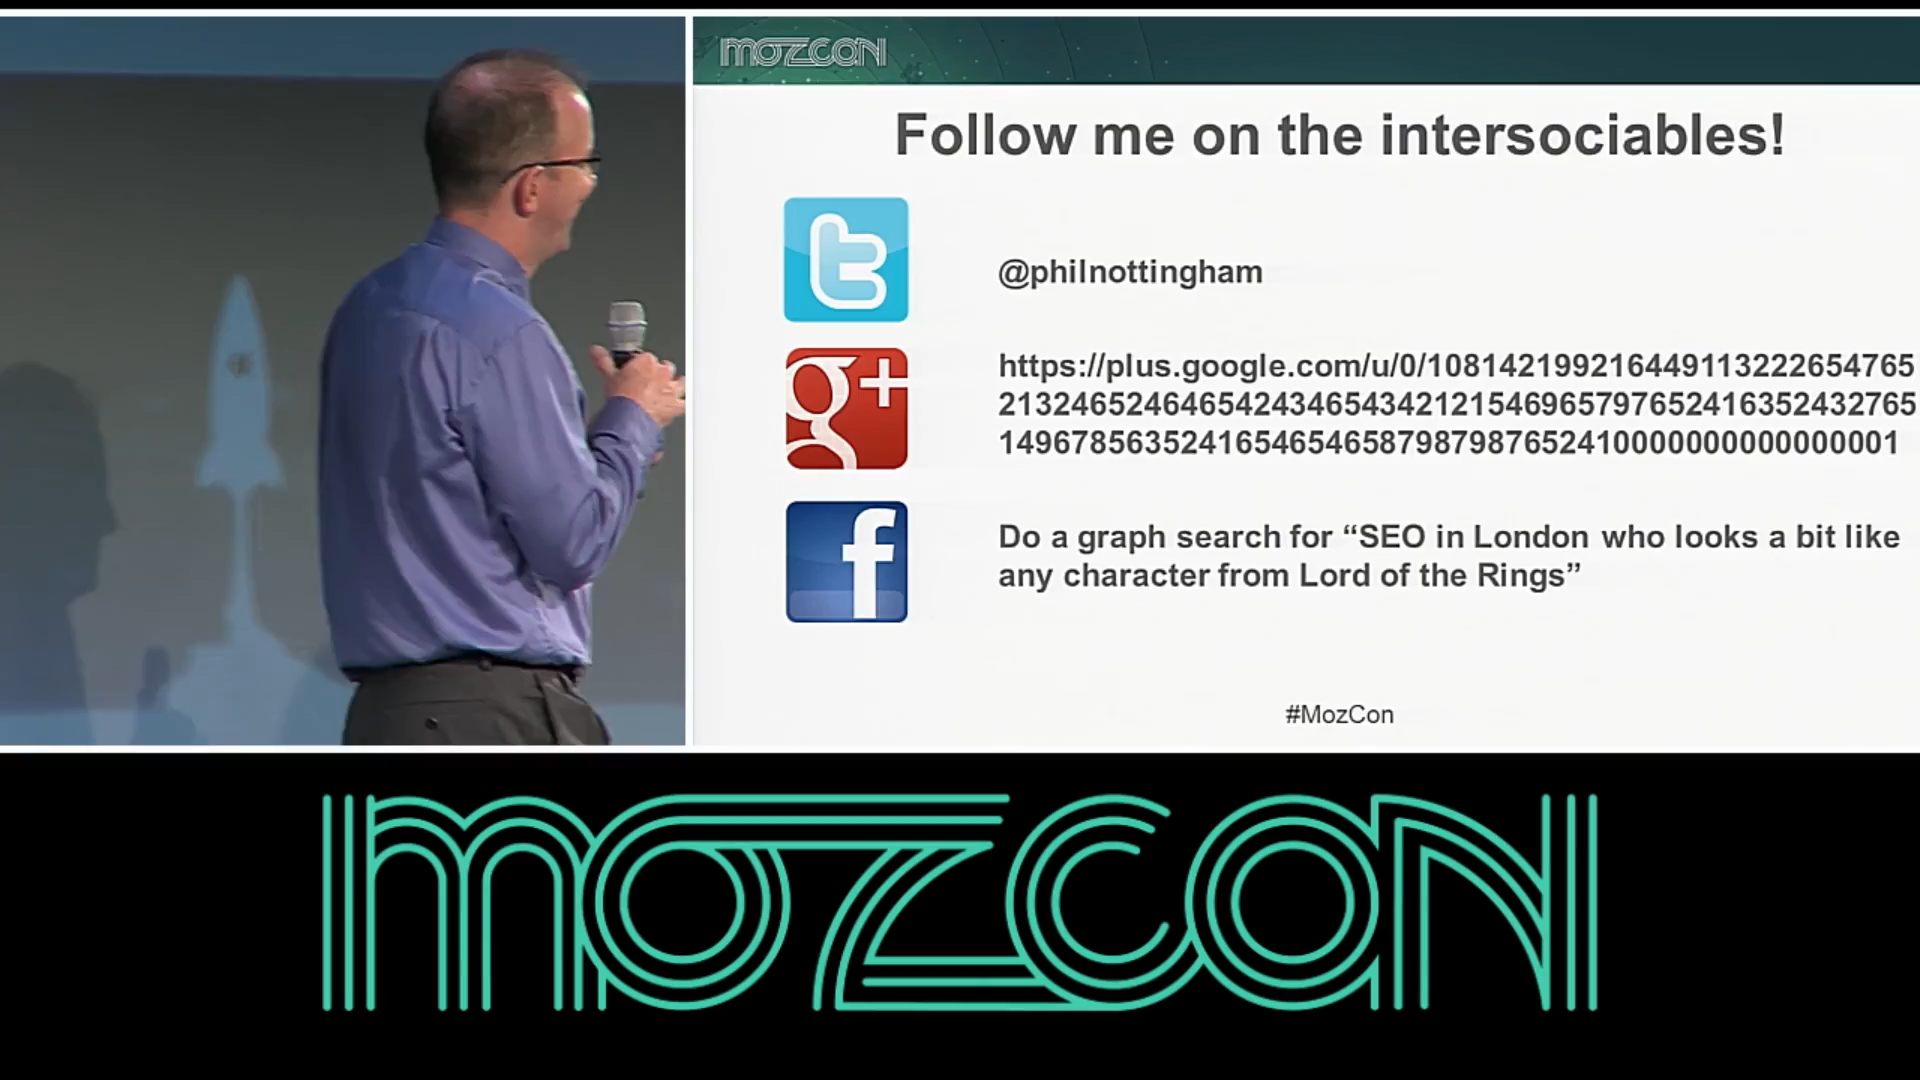 MOZCON
Follow me on the intersociables!
@philnottingham
https://plus.google.com/u/0/108142199216449113222654765
213246524646542434654342121546965797652416352432765
1496785635241654654658798798765241000000000000001
Do a graph search for “SEO in London who looks a bit like
any character from Lord of the Rings”
#MozCon
MOZCON